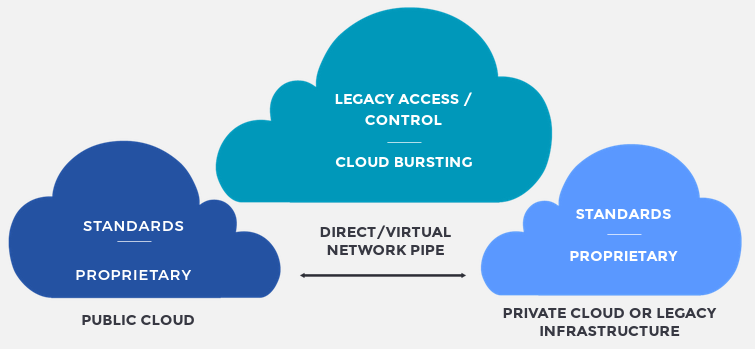 LEGACY ACCESS /
CONTROL
CLOUD BURSTING
STANDARDS
PROPRIETARY
PUBLIC CLOUD
DIRECT/VIRTUAL
NETWORK PIPE
STANDARDS
PROPRIETARY
PRIVATE CLOUD OR LEGACY
INFRASTRUCTURE